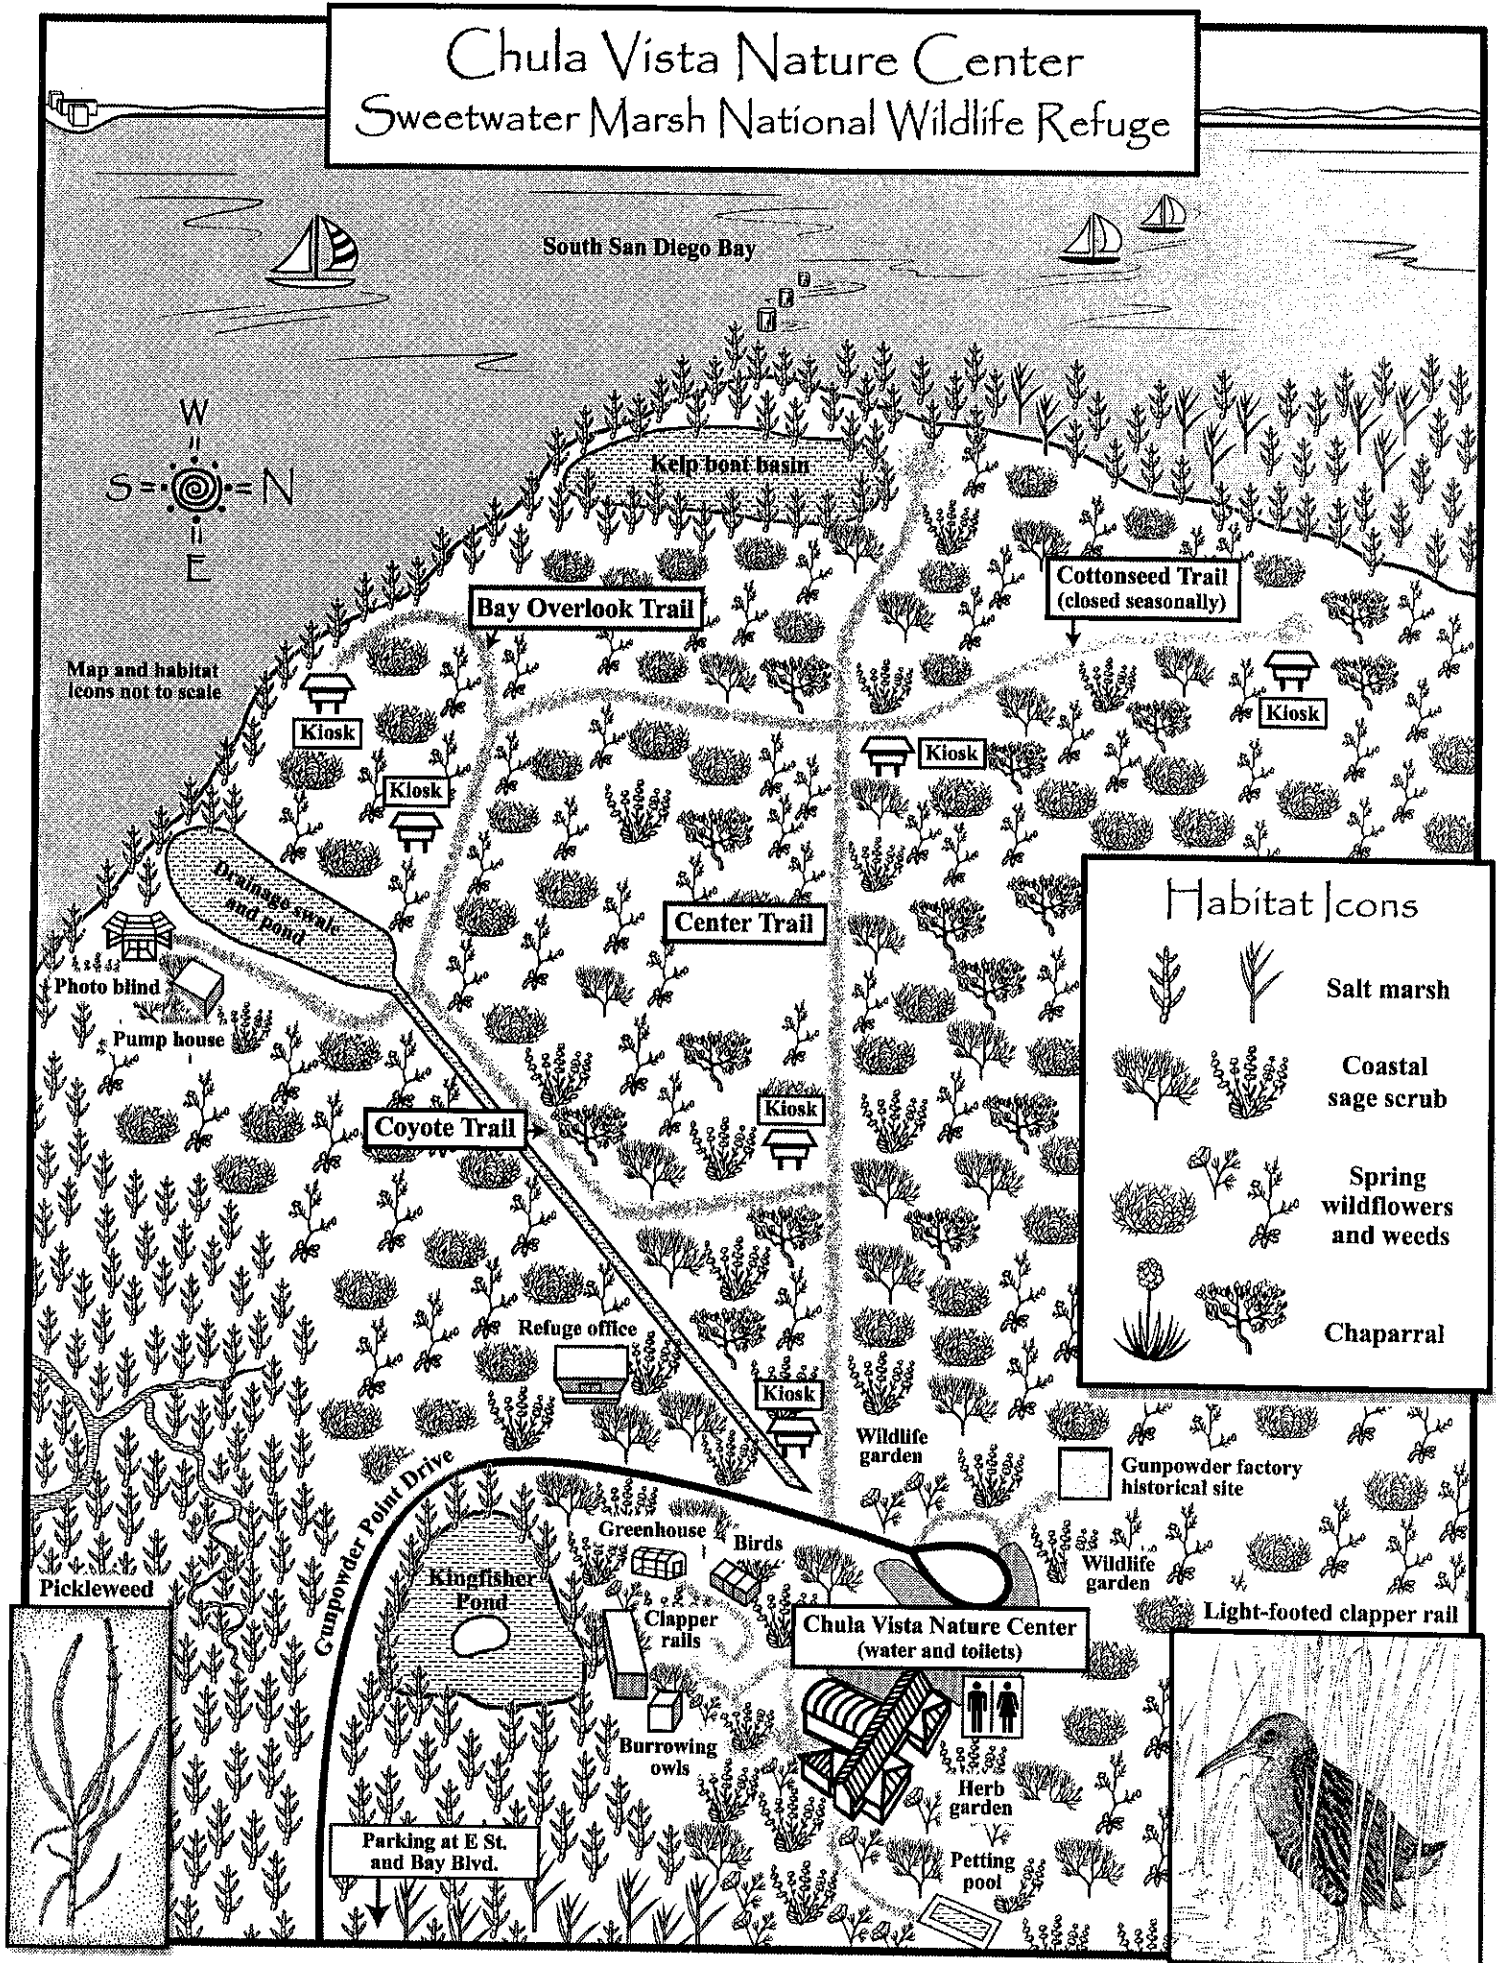 Chula Vista Nature Center
Sweetwater Marsh National Wildlife Refuge
South San Diego Bay
W
S
N
E
Kelp boat basin
Bay Overlook Trail
Cottonseed Trail
(closed seasonally)
Map and habitat
icons not to scale
Kiosk
Kiosk
Kiosk
Kiosk
Drainage swale
and pond
Center Trail
Photo blind
Pump house
Habitat Icons
Salt marsh
Coastal
sage scrub
Spring
wildflowers
and weeds
Chaparral
Kiosk
Coyote Trail
Refuge office
Kiosk
Wildlife
garden
Gunpowder factory
historical site
Gunpowder Point Drive
Greenhouse
Birds
Wildlife
garden
Pickleweed
Kingfisher
Pond
Clapper
rails
Light-footed clapper rail
Chula Vista Nature Center
(water and toilets)
Burrowing
owls
Herb
garden
Parking at E St.
and Bay Blvd.
Petting
pool